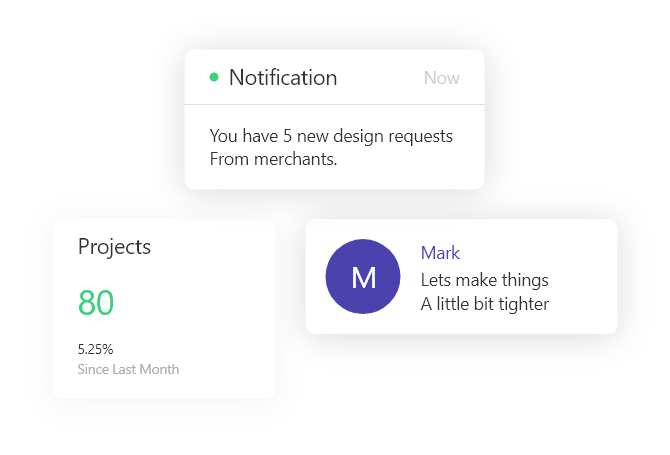 Notification
Now
You have 5 new design requests
From merchants.
Projects
80
5.25%
Since Last Month
M
Mark
Lets make things
A little bit tighter